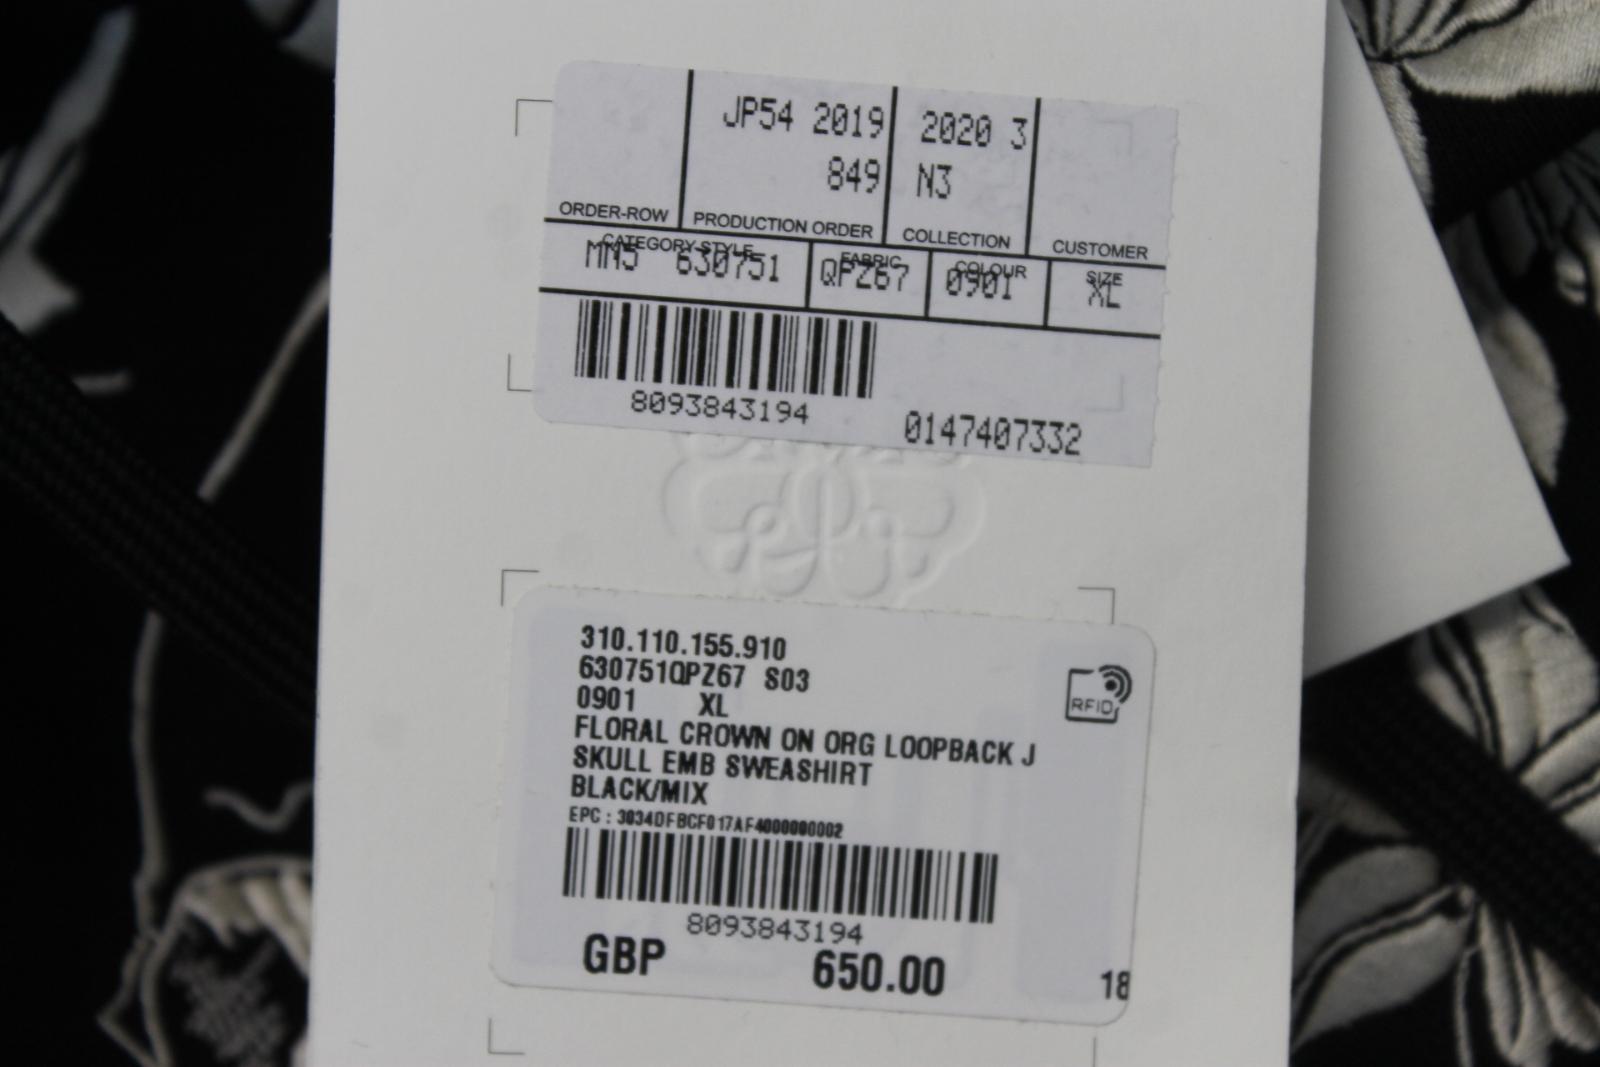 JP54 2019
849
2020 3
N3
ORDER-ROW
PRODUCTION ORDER
COLLECTION
CUSTOMER
CATEGORY STYLE
MM5 630751
FABRIC
QPZ67
COLOUR
0901
SIZE
XL
8093843194
0147407332
310.110.155.910
630751QPZ67 S03
0901 XL
FLORAL CROWN ON ORG LOOPBACK J
SKULL EMB SWEASHIRT
BLACK/MIX
EPC : 3034DFBCF017AF4000000002
RFID
8093843194
GBP 650.00
18